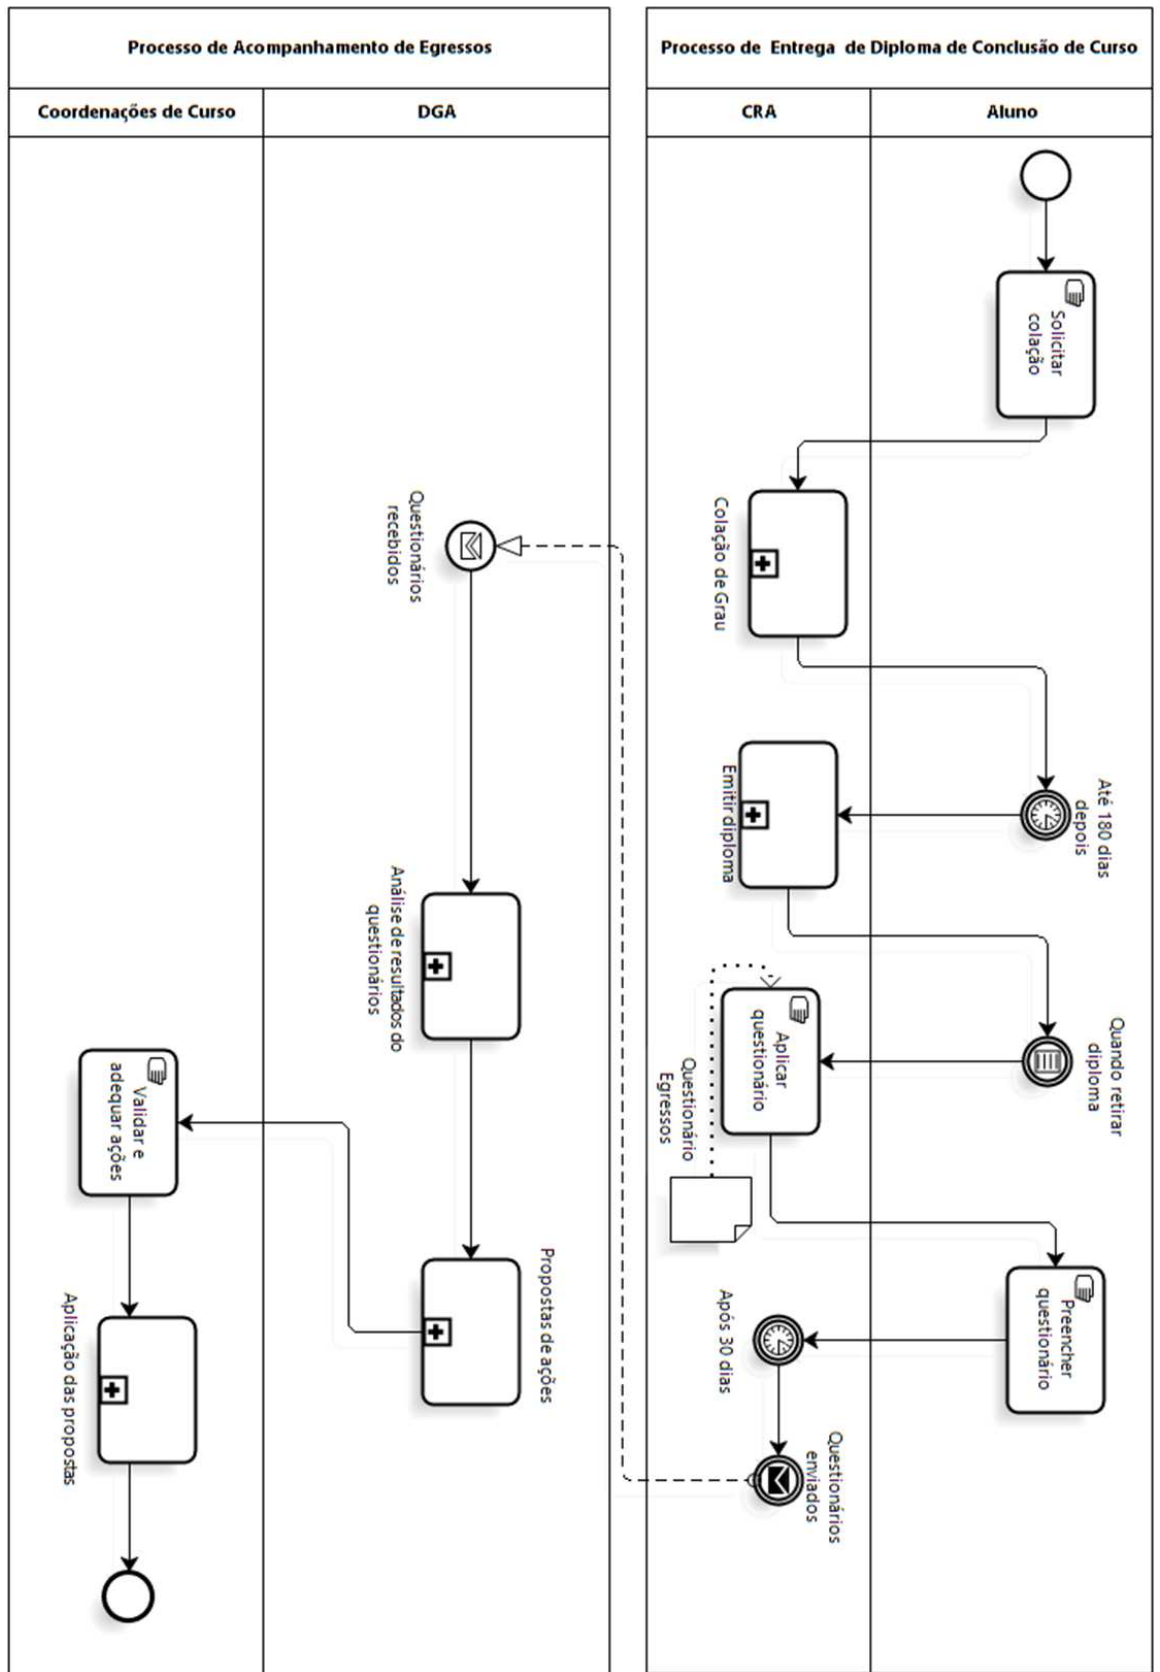 Processo de Acompanhamento de Egressos
Processo de Entrega de Diploma de Conclusão de Curso
Coordenações de Curso
DGA
CRA
Aluno
Solicitar
colação
Colação de Grau
Até 180 dias
depois
Emitir diploma
Quando retirar
diploma
Aplicar
questionário
Questionário
Egressos
Preencher
questionário
Após 30 dias
Questionários
enviados
Questionários
recebidos
Análise de resultados do
questionários
Propostas de ações
Validar e
adequar ações
Aplicação das propostas